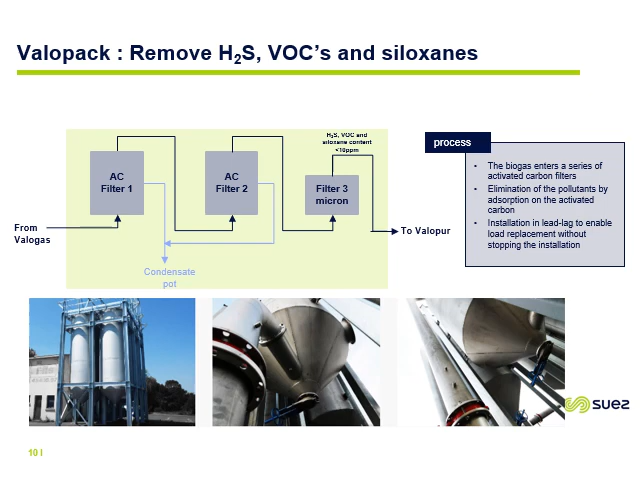 Valopack : Remove H₂S, VOC's and siloxanes
H₂S, VOC and
siloxane content
<10ppm
AC
Filter 1
AC
Filter 2
Filter 3
micron
From
Valogas
To Valopur
Condensate
pot
process
• The biogas enters a series of
activated carbon filters
• Elimination of the pollutants by
adsorption on the activated
carbon
• Installation in lead-lag to enable
load replacement without
stopping the installation
suez
10 I